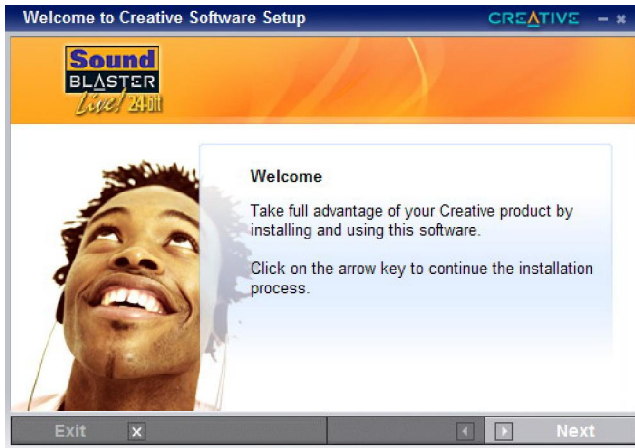 Welcome to Creative Software Setup
CREATIVE
Sound
BLASTER
Live! 24-bit
Welcome
Take full advantage of your Creative product by
installing and using this software.
Click on the arrow key to continue the installation
process.
Exit
Next